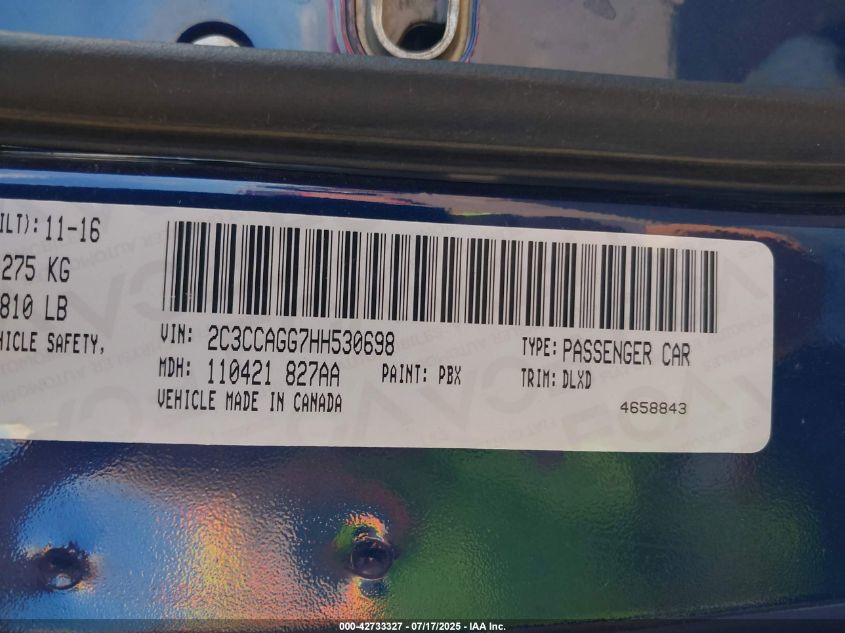 ILT): 11-16
275 KG
810 LB
HICLE SAFETY,
VIN: 2C3CCAGG7HH530698
TYPE: PASSENGER CAR
MDH: 110421 827AA
PAINT: PBX
TRIM: DLXD
VEHICLE MADE IN CANADA
4658843
000-42733327 - 07/17/2025 - IAA Inc.